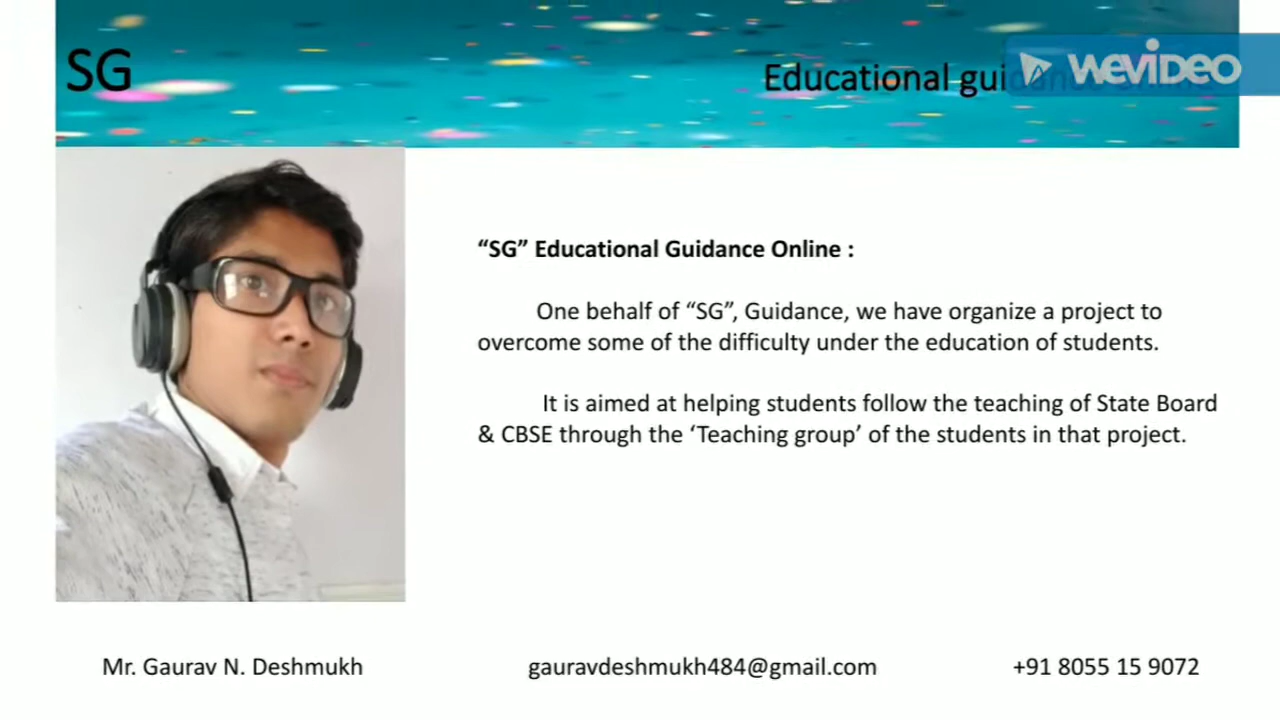 SG
Educational guidance Online
WeVideo
“SG” Educational Guidance Online :
One behalf of “SG”, Guidance, we have organize a project to
overcome some of the difficulty under the education of students.
It is aimed at helping students follow the teaching of State Board
& CBSE through the ‘Teaching group’ of the students in that project.
Mr. Gaurav N. Deshmukh
gauravdeshmukh484@gmail.com
+91 8055 15 9072